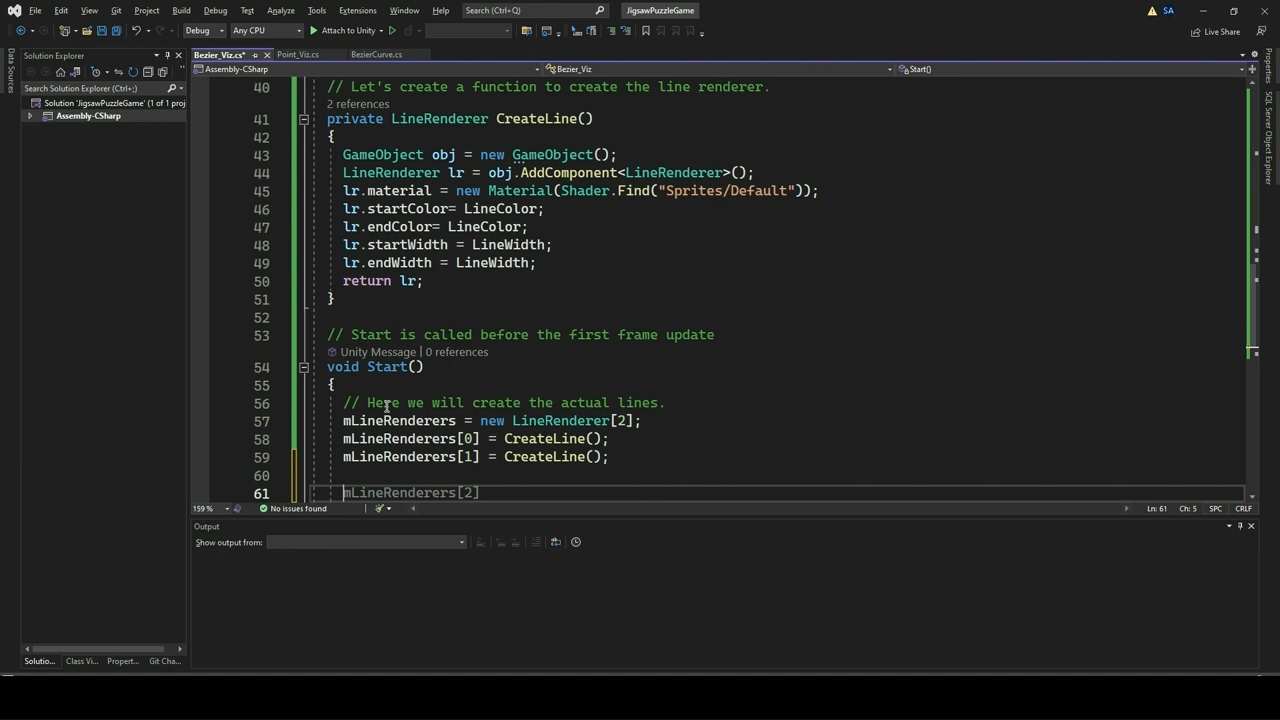 File Edit View Git Project Build Debug Test Analyze Tools Extensions Window Help Search (Ctrl+Q) JigsawPuzzleGame SA
Debug Any CPU Attach to Unity Live Share
Data Sources
Solution Explorer
Search Solution Explorer (Ctrl+;)
Solution 'JigsawPuzzleGame' (1 of 1 proj
Assembly-CSharp
Bezier_Viz.cs* Point_Viz.cs BezierCurve.cs
Assembly-CSharp Bezier_Viz Start()
40 // Let's create a function to create the line renderer.
2 references
41 private LineRenderer CreateLine()
42 {
43 GameObject obj = new GameObject();
44 LineRenderer lr = obj.AddComponent<LineRenderer>();
45 lr.material = new Material(Shader.Find("Sprites/Default"));
46 lr.startColor= LineColor;
47 lr.endColor= LineColor;
48 lr.startWidth = LineWidth;
49 lr.endWidth = LineWidth;
50 return lr;
51 }
52
53 // Start is called before the first frame update
Unity Message | 0 references
54 void Start()
55 {
56 // Here we will create the actual lines.
57 mLineRenderers = new LineRenderer[2];
58 mLineRenderers[0] = CreateLine();
59 mLineRenderers[1] = CreateLine();
60
61 mLineRenderers[2]
159 % No issues found Ln: 61 Ch: 5 SPC CRLF
Output
Show output from:
Solutio... Class Vi... Propert... Git Cha...
Properties
SQL Server Object Explorer